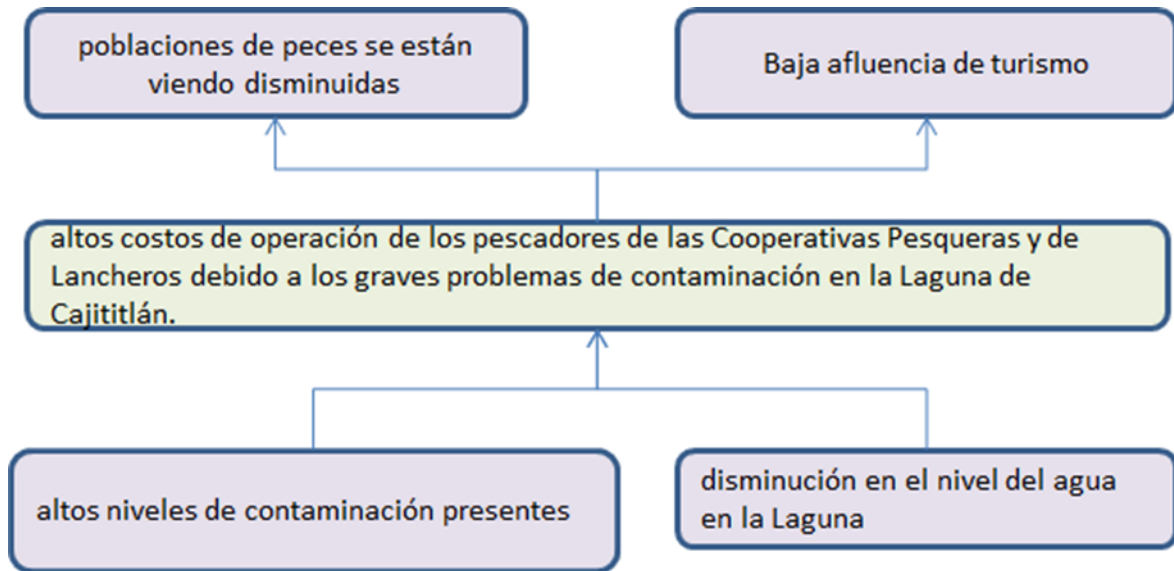 poblaciones de peces se están
viendo disminuidas
Baja afluencia de turismo
altos costos de operación de los pescadores de las Cooperativas Pesqueras y de
Lancheros debido a los graves problemas de contaminación en la Laguna de
Cajititlán.
altos niveles de contaminación presentes
disminución en el nivel del agua
en la Laguna